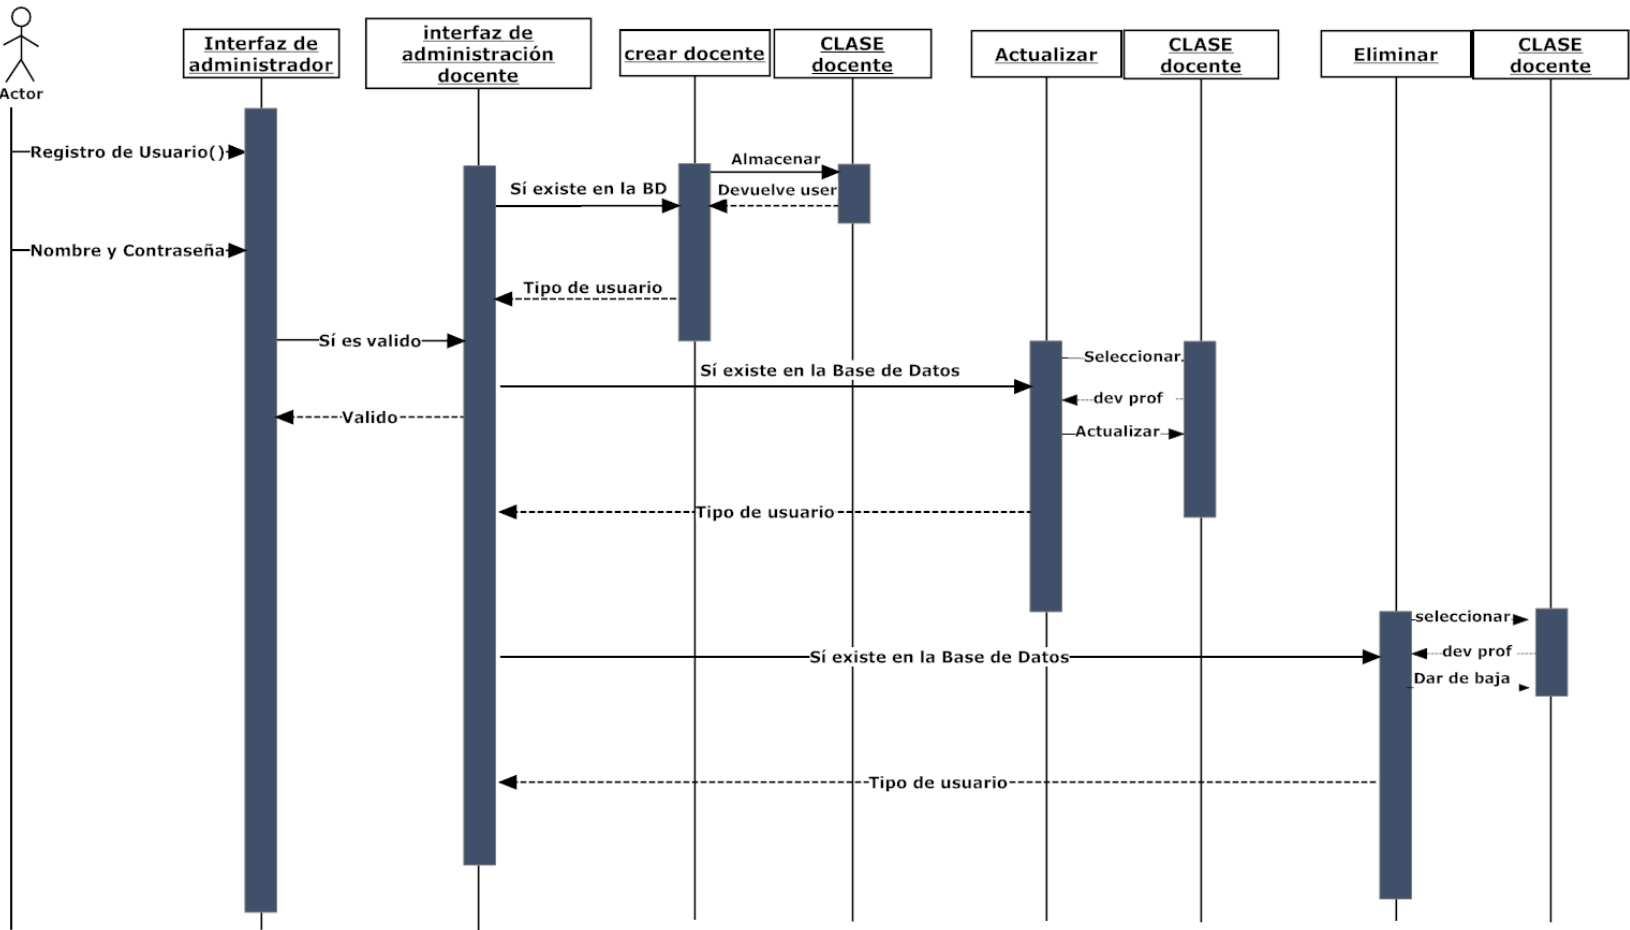 Actor
Interfaz de
administrador
interfaz de
administración
docente
crear docente
CLASE
docente
Actualizar
CLASE
docente
Eliminar
CLASE
docente
Registro de Usuario()
Almacenar
Sí existe en la BD
Devuelve user
Nombre y Contraseña
Tipo de usuario
Sí es valido
Seleccionar
Sí existe en la Base de Datos
dev prof
Valido
Actualizar
Tipo de usuario
seleccionar
Sí existe en la Base de Datos
dev prof
Dar de baja
Tipo de usuario